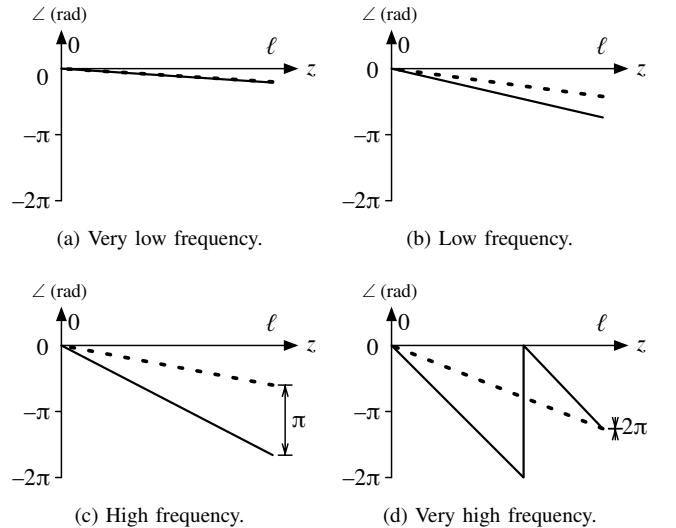 ∠ (rad)
0
ℓ
z
0
−π
−2π
(a) Very low frequency.
∠ (rad)
0
ℓ
z
0
−π
−2π
(b) Low frequency.
∠ (rad)
0
ℓ
z
0
−π
π
−2π
(c) High frequency.
∠ (rad)
0
ℓ
z
0
−π
2π
−2π
(d) Very high frequency.